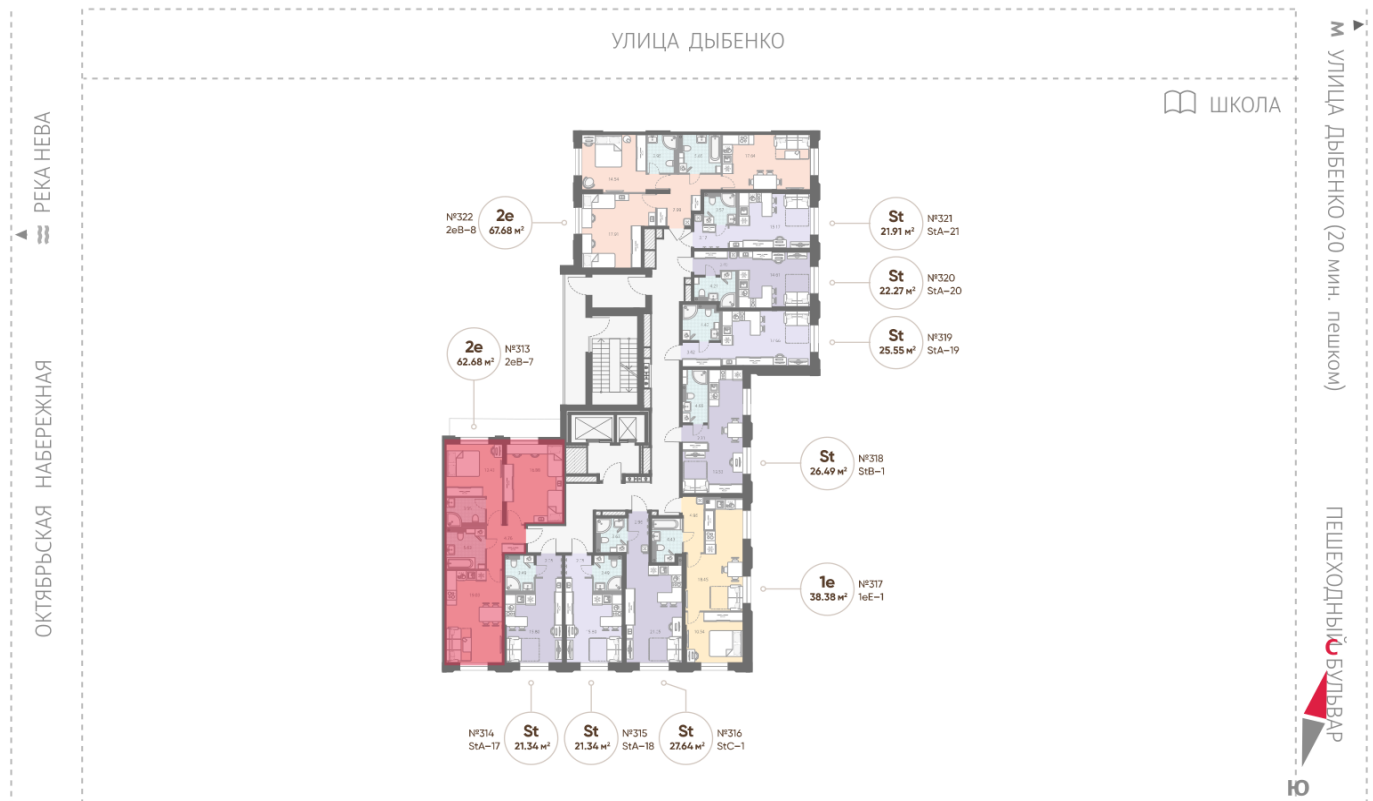 УЛИЦА ДЫБЕНКО
М УЛИЦА ДЫБЕНКО (20 мин. пешком)
ШКОЛА
РЕКА НЕВА
ОКТЯБРЬСКАЯ НАБЕРЕЖНАЯ
№322
2еВ–8
2е
67.68 м²
St
21.91 м²
№321
StA–21
St
22.27 м²
№320
StA–20
St
25.55 м²
№319
StA–19
2е
62.68 м²
№313
2еВ–7
St
26.49 м²
№318
StB–1
1е
38.38 м²
№317
1еЕ–1
ПЕШЕХОДНЫЙ БУЛЬВАР
С
Ю
№314
StA–17
St
21.34 м²
St
21.34 м²
№315
StA–18
St
27.64 м²
№316
StC–1